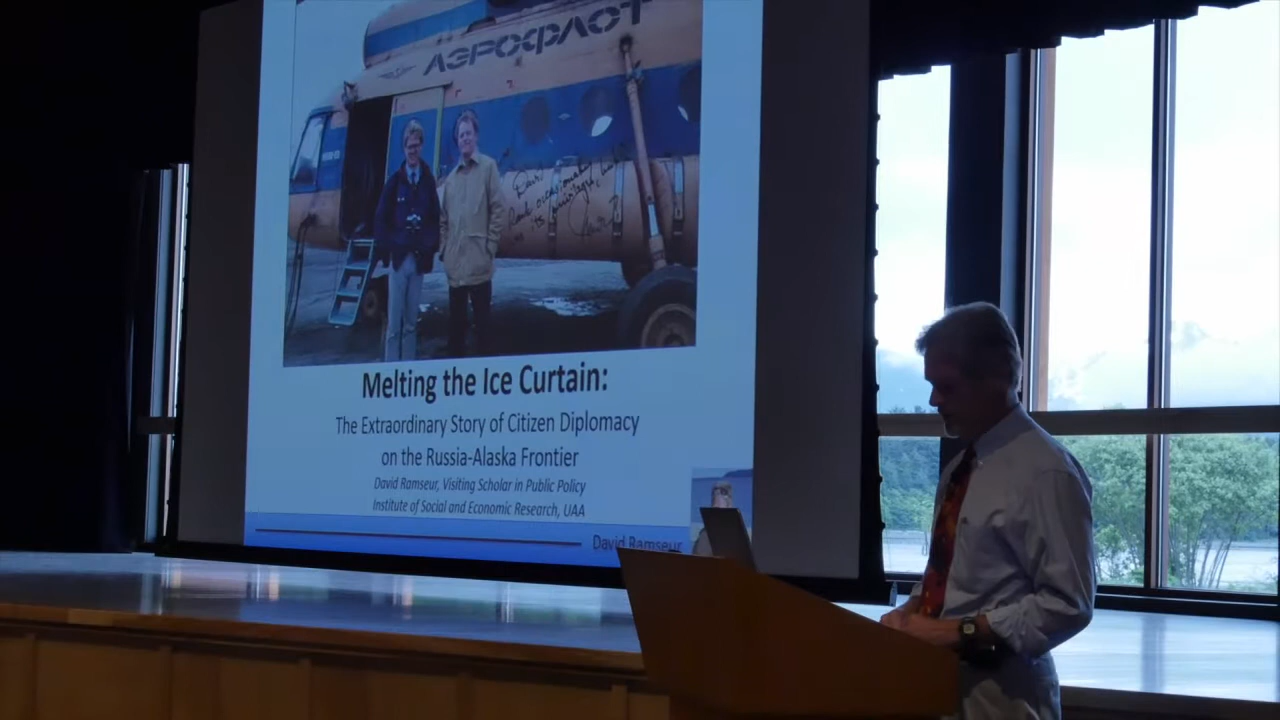 АЭРОФЛОТ
Melting the Ice Curtain:
The Extraordinary Story of Citizen Diplomacy
on the Russia-Alaska Frontier
David Ramseur, Visiting Scholar in Public Policy
Institute of Social and Economic Research, UAA
David Ramseur